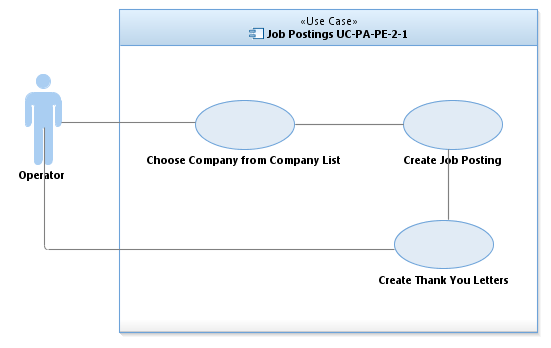 «Use Case»
Job Postings UC-PA-PE-2-1
Choose Company from Company List
Create Job Posting
Operator
Create Thank You Letters